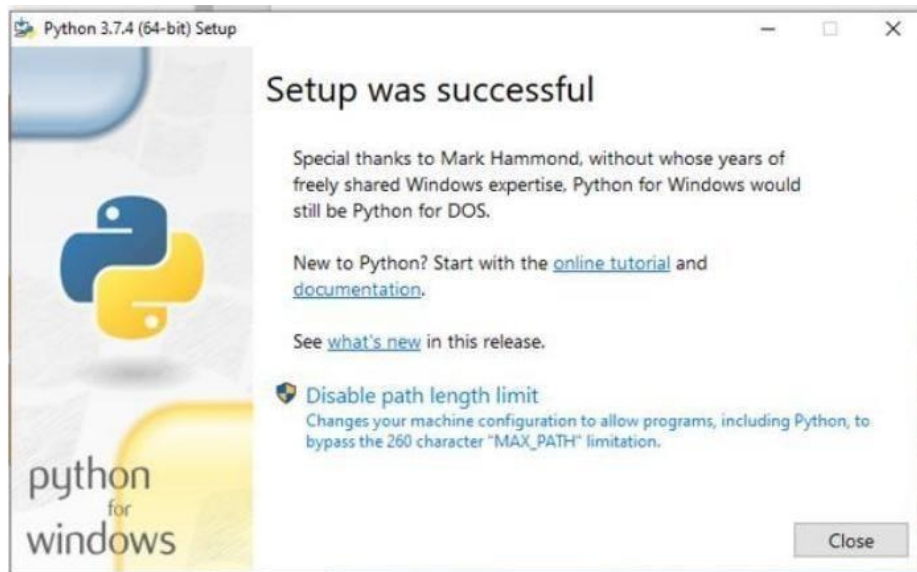 Python 3.7.4 (64-bit) Setup
Setup was successful
Special thanks to Mark Hammond, without whose years of
freely shared Windows expertise, Python for Windows would
still be Python for DOS.
New to Python? Start with the online tutorial and
documentation.
See what's new in this release.
Disable path length limit
Changes your machine configuration to allow programs, including Python, to
bypass the 260 character "MAX_PATH" limitation.
python
for
windows
Close